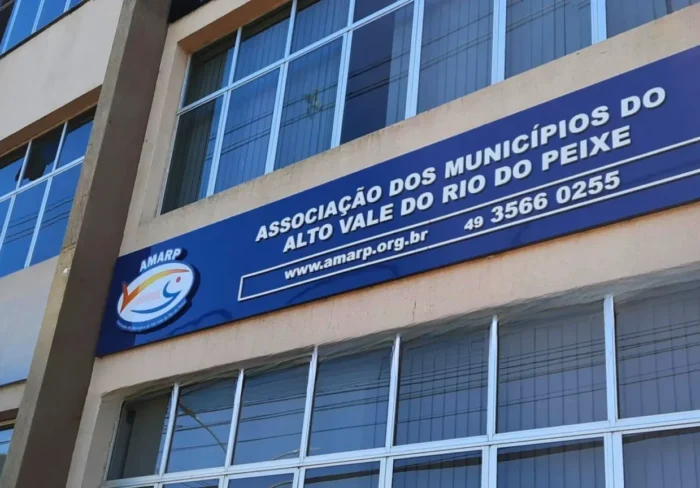 ASSOCIAÇÃO DOS MUNICÍPIOS DO
ALTO VALE DO RIO DO PEIXE
www.amarp.org.br 49 3566 0255
AMARP